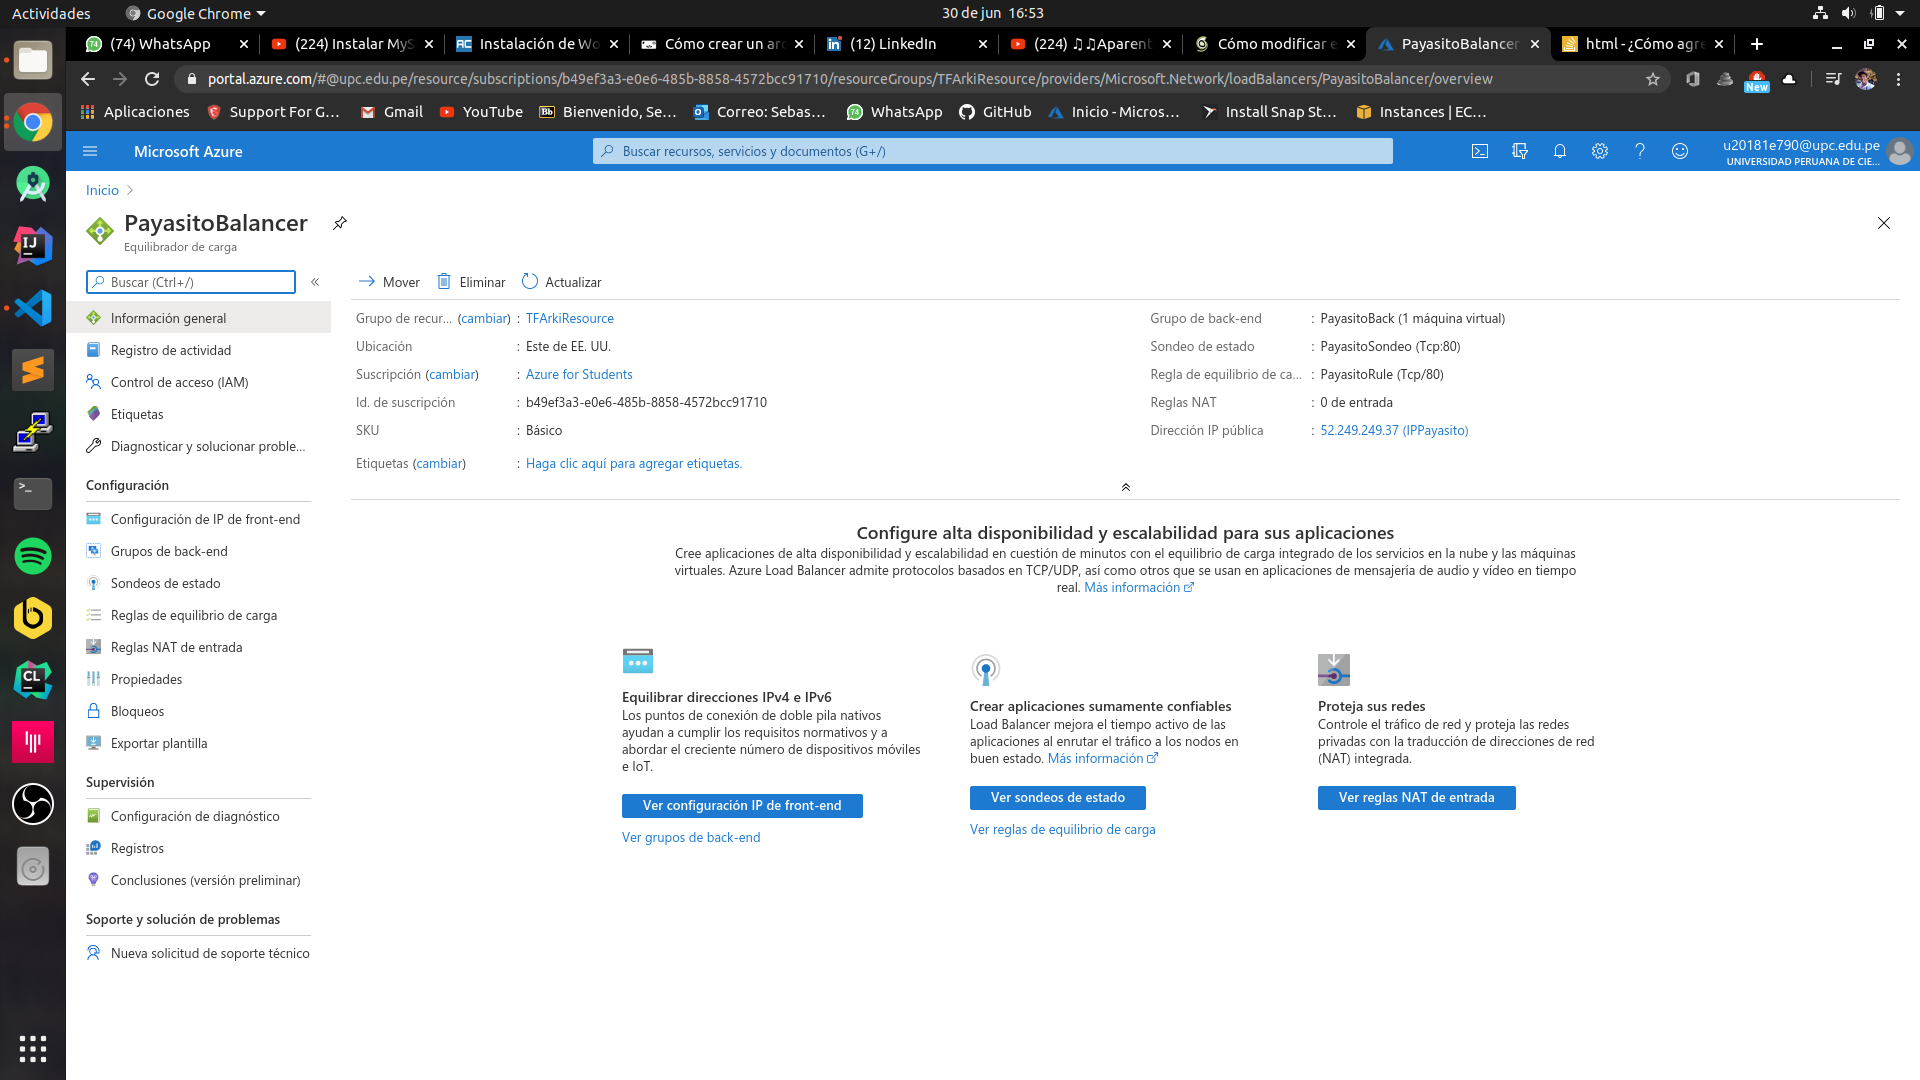 Actividades
Google Chrome
30 de jun 16:53
(74) WhatsApp
(224) Instalar MyS
Instalación de Wo
Cómo crear un arc
(12) LinkedIn
(224) ♫♫Aparent
Cómo modificar e
PayasitoBalancer
html - ¿Cómo agre
portal.azure.com/#@upc.edu.pe/resource/subscriptions/b49ef3a3-e0e6-485b-8858-4572bcc91710/resourceGroups/TFArkiResource/providers/Microsoft.Network/loadBalancers/PayasitoBalancer/overview
New
Aplicaciones
Support For G...
Gmail
YouTube
Bienvenido, Se...
Correo: Sebas...
WhatsApp
GitHub
Inicio - Micros...
Install Snap St...
Instances | EC...
Microsoft Azure
Buscar recursos, servicios y documentos (G+/)
u20181e790@upc.edu.pe
UNIVERSIDAD PERUANA DE CIE...
Inicio
PayasitoBalancer
Equilibrador de carga
Buscar (Ctrl+/)
Información general
Registro de actividad
Control de acceso (IAM)
Etiquetas
Diagnosticar y solucionar proble...
Configuración
Configuración de IP de front-end
Grupos de back-end
Sondeos de estado
Reglas de equilibrio de carga
Reglas NAT de entrada
Propiedades
Bloqueos
Exportar plantilla
Supervisión
Configuración de diagnóstico
Registros
Conclusiones (versión preliminar)
Soporte y solución de problemas
Nueva solicitud de soporte técnico
Mover
Eliminar
Actualizar
Grupo de recur... (cambiar) : TFArkiResource
Ubicación : Este de EE. UU.
Suscripción (cambiar) : Azure for Students
Id. de suscripción : b49ef3a3-e0e6-485b-8858-4572bcc91710
SKU : Básico
Etiquetas (cambiar) : Haga clic aquí para agregar etiquetas.
Grupo de back-end : PayasitoBack (1 máquina virtual)
Sondeo de estado : PayasitoSondeo (Tcp:80)
Regla de equilibrio de ca... : PayasitoRule (Tcp/80)
Reglas NAT : 0 de entrada
Dirección IP pública : 52.249.249.37 (IPPayasito)
Configure alta disponibilidad y escalabilidad para sus aplicaciones
Cree aplicaciones de alta disponibilidad y escalabilidad en cuestión de minutos con el equilibrio de carga integrado de los servicios en la nube y las máquinas
virtuales. Azure Load Balancer admite protocolos basados en TCP/UDP, así como otros que se usan en aplicaciones de mensajería de audio y vídeo en tiempo
real. Más información
Equilibrar direcciones IPv4 e IPv6
Los puntos de conexión de doble pila nativos
ayudan a cumplir los requisitos normativos y a
abordar el creciente número de dispositivos móviles
e IoT.
Ver configuración IP de front-end
Ver grupos de back-end
Crear aplicaciones sumamente confiables
Load Balancer mejora el tiempo activo de las
aplicaciones al enrutar el tráfico a los nodos en
buen estado. Más información
Ver sondeos de estado
Ver reglas de equilibrio de carga
Proteja sus redes
Controle el tráfico de red y proteja las redes
privadas con la traducción de direcciones de red
(NAT) integrada.
Ver reglas NAT de entrada